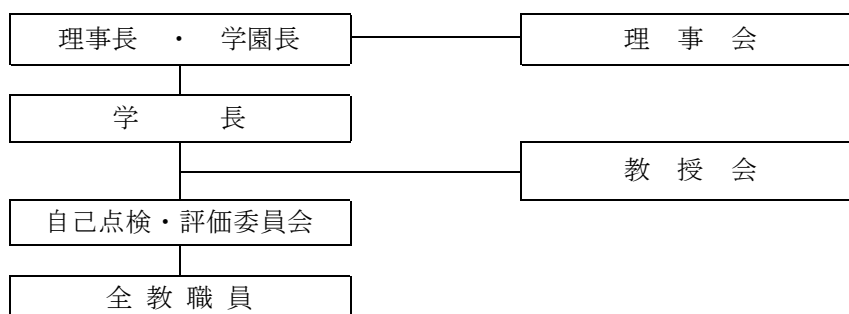 理事長 ・ 学園長
理 事 会
学 長
教 授 会
自己点検・評価委員会
全 教 職 員